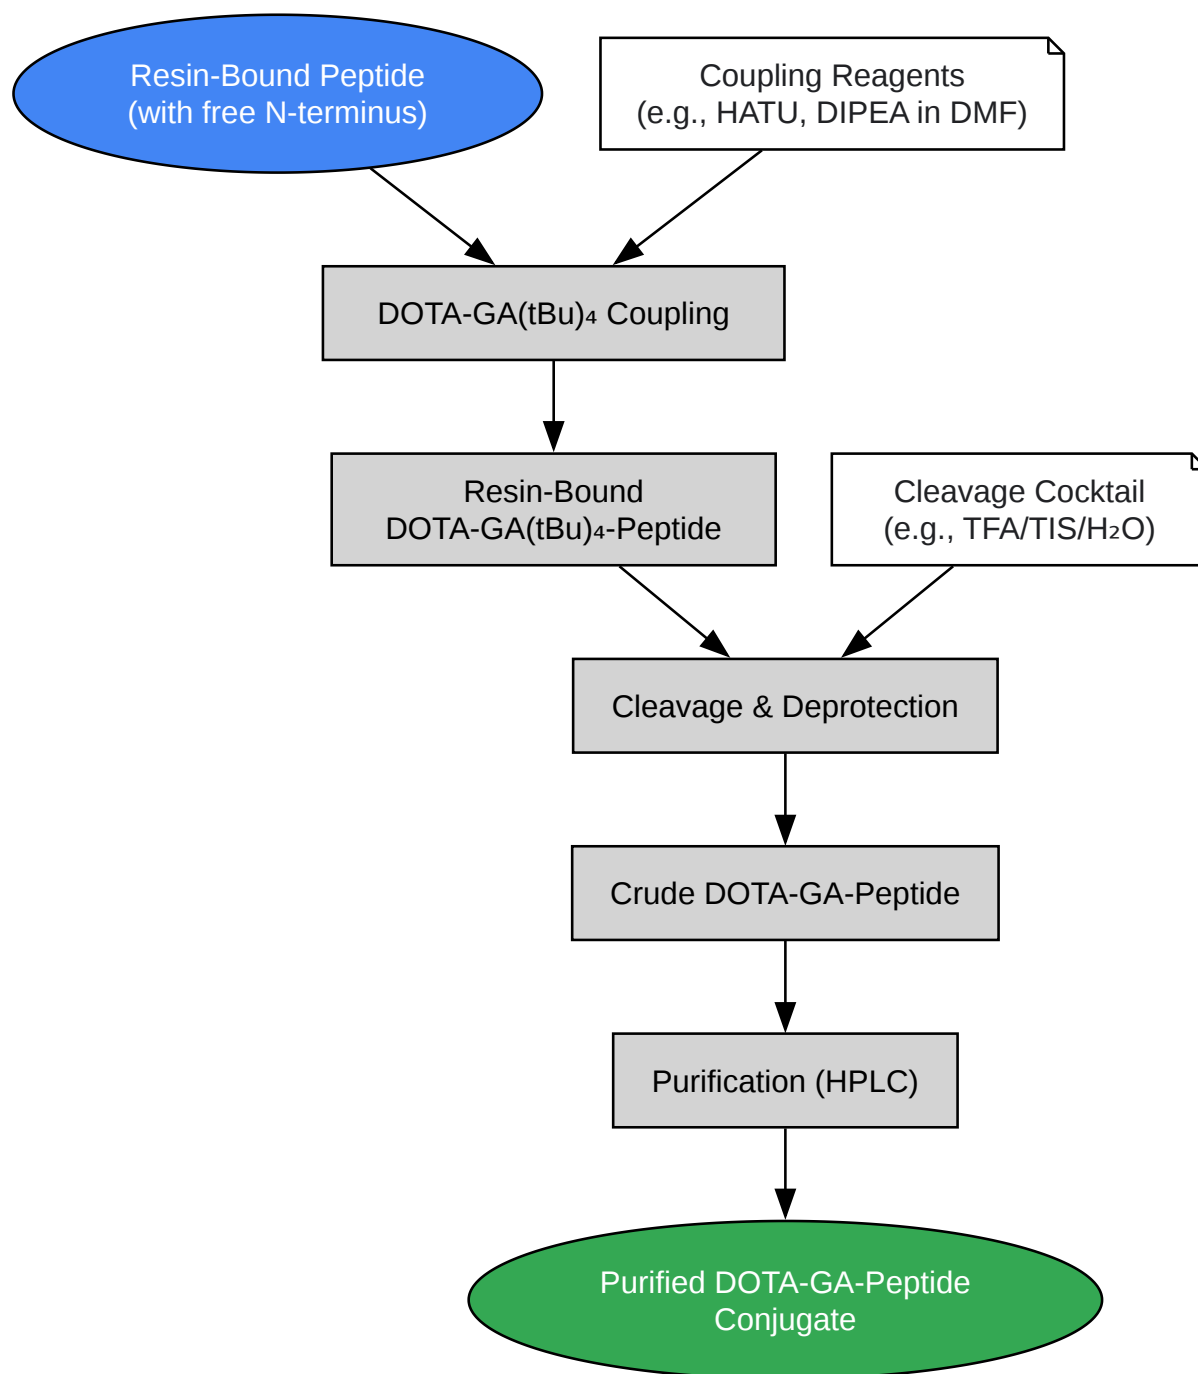 Resin-Bound Peptide
(with free N-terminus)
Coupling Reagents
(e.g., HATU, DIPEA in DMF)
DOTA-GA(tBu)₄ Coupling
Resin-Bound
DOTA-GA(tBu)₄-Peptide
Cleavage Cocktail
(e.g., TFA/TIS/H₂O)
Cleavage & Deprotection
Crude DOTA-GA-Peptide
Purification (HPLC)
Purified DOTA-GA-Peptide
Conjugate